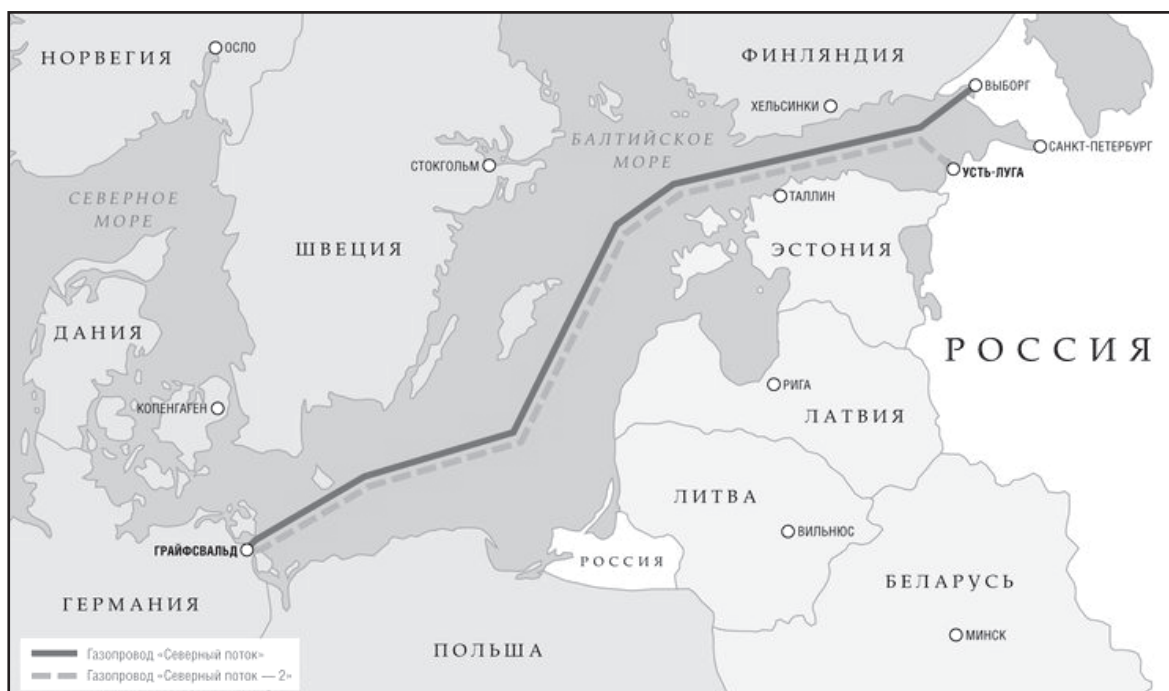 НОРВЕГИЯ
ОСЛО
ФИНЛЯНДИЯ
ВЫБОРГ
ХЕЛЬСИНКИ
БАЛТИЙСКОЕ
МОРЕ
САНКТ-ПЕТЕРБУРГ
СТОКГОЛЬМ
УСТЬ-ЛУГА
СЕВЕРНОЕ
МОРЕ
ТАЛЛИН
ШВЕЦИЯ
ЭСТОНИЯ
ДАНИЯ
РОССИЯ
РИГА
КОПЕНГАГЕН
ЛАТВИЯ
ЛИТВА
ВИЛЬНЮС
ГРАЙФСВАЛЬД
РОССИЯ
БЕЛАРУСЬ
ГЕРМАНИЯ
МИНСК
ПОЛЬША
Газопровод «Северный поток»
Газопровод «Северный поток — 2»